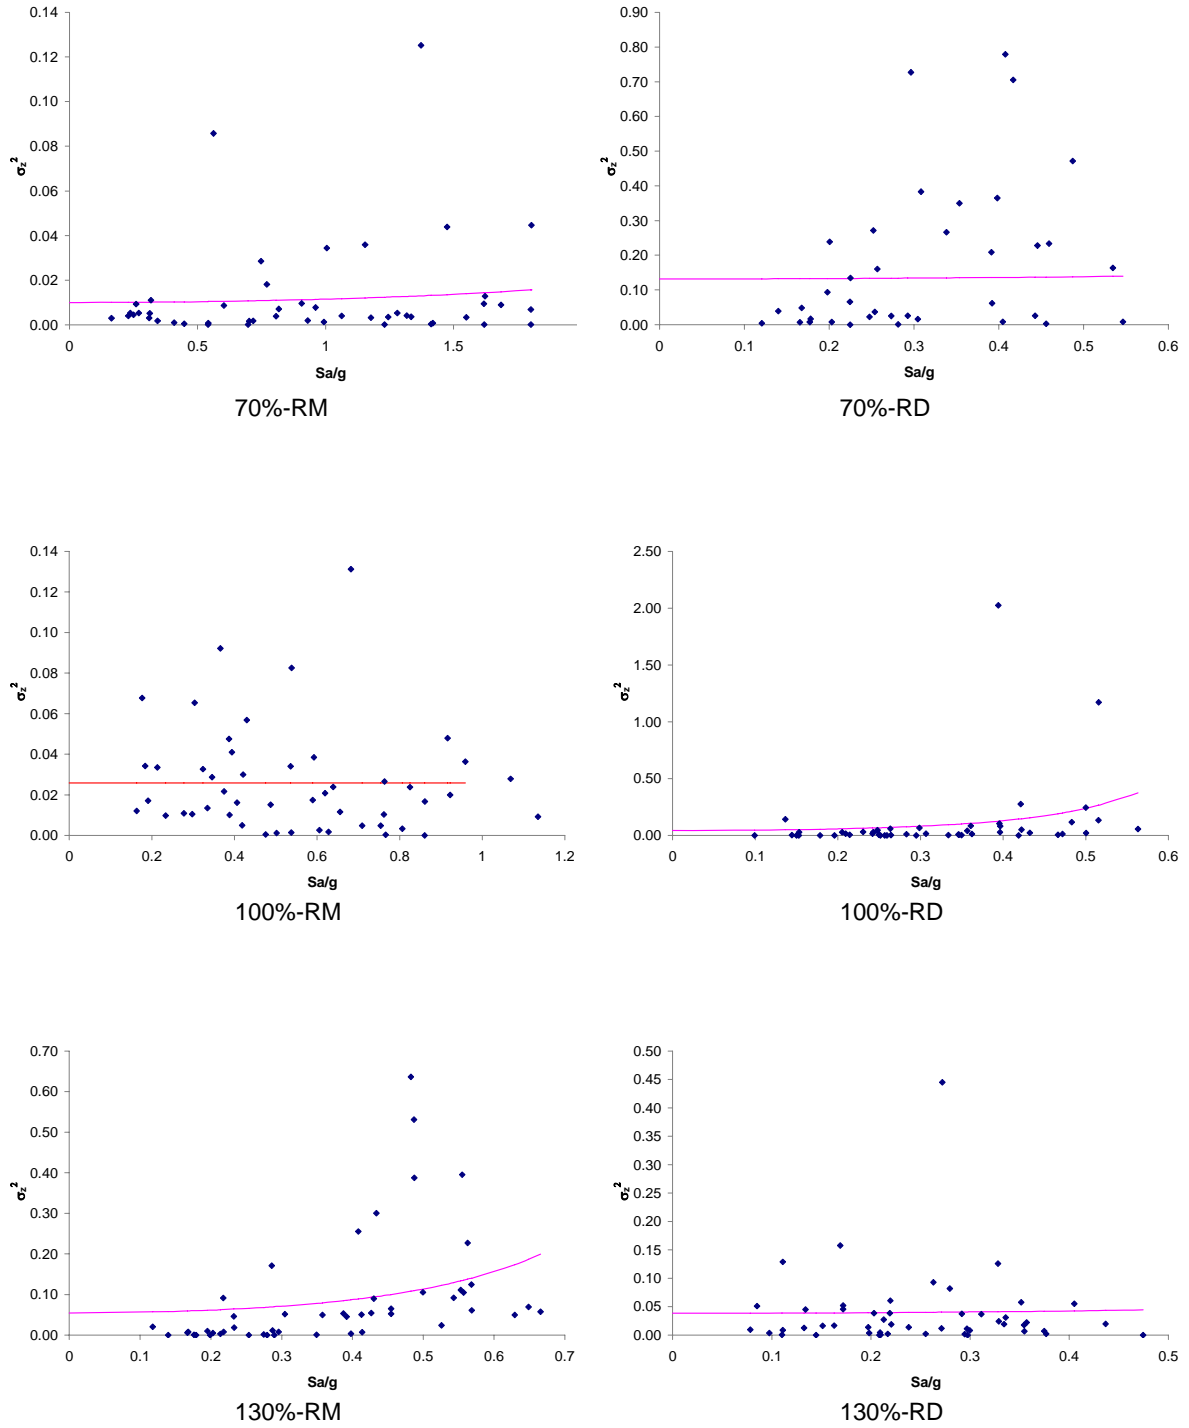 0.14
0.12
0.10
0.08
0.06
0.04
0.02
0.00
σz²
0 0.5 1 1.5
Sa/g
70%-RM
0.90
0.80
0.70
0.60
0.50
0.40
0.30
0.20
0.10
0.00
σz²
0 0.1 0.2 0.3 0.4 0.5 0.6
Sa/g
70%-RD
0.14
0.12
0.10
0.08
0.06
0.04
0.02
0.00
σz²
0 0.2 0.4 0.6 0.8 1 1.2
Sa/g
100%-RM
2.50
2.00
1.50
1.00
0.50
0.00
σz²
0 0.1 0.2 0.3 0.4 0.5 0.6
Sa/g
100%-RD
0.70
0.60
0.50
0.40
0.30
0.20
0.10
0.00
σz²
0 0.1 0.2 0.3 0.4 0.5 0.6 0.7
Sa/g
130%-RM
0.50
0.45
0.40
0.35
0.30
0.25
0.20
0.15
0.10
0.05
0.00
σz²
0 0.1 0.2 0.3 0.4 0.5
Sa/g
130%-RD